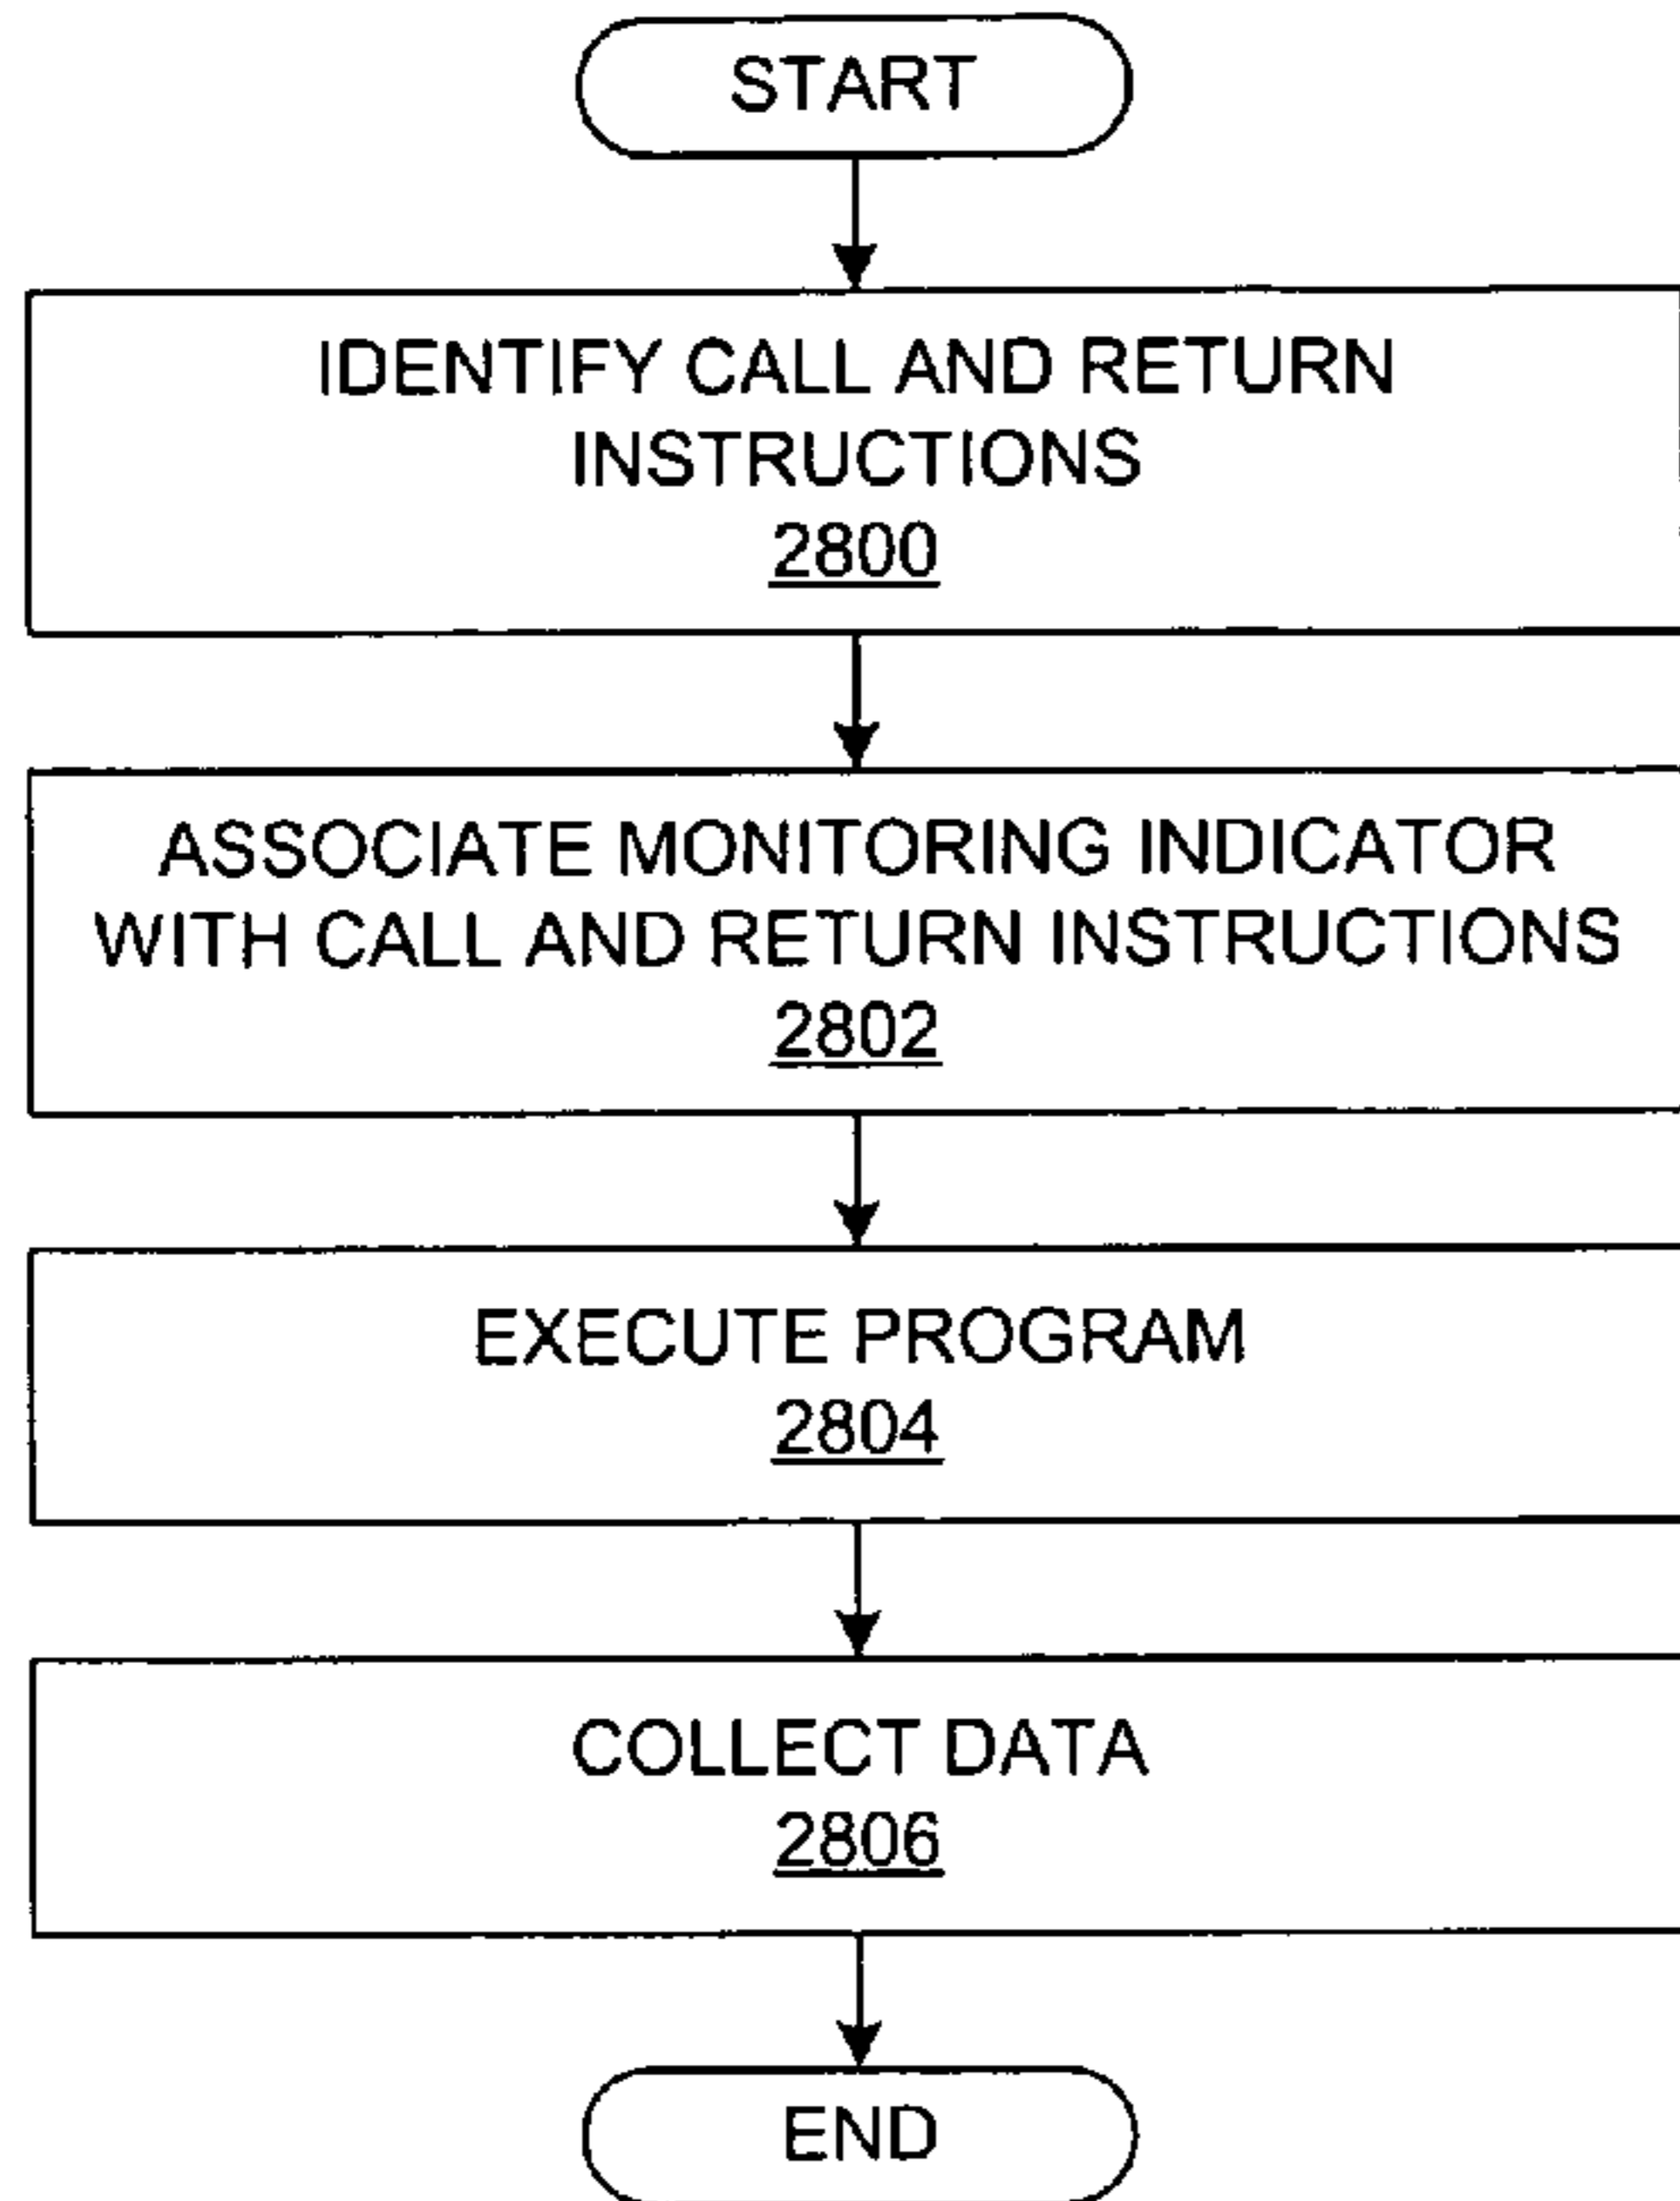 START
IDENTIFY CALL AND RETURN
INSTRUCTIONS
2800
ASSOCIATE MONITORING INDICATOR
WITH CALL AND RETURN INSTRUCTIONS
2802
EXECUTE PROGRAM
2804
COLLECT DATA
2806
END